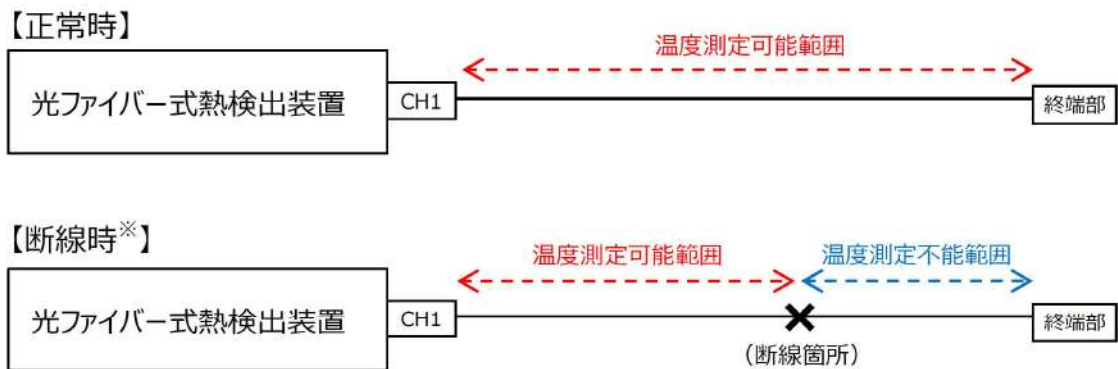 【正常時】
温度測定可能範囲
光ファイバー式熱検出装置
CH1
終端部
【断線時※】
温度測定可能範囲
温度測定不能範囲
光ファイバー式熱検出装置
CH1
終端部
(断線箇所)